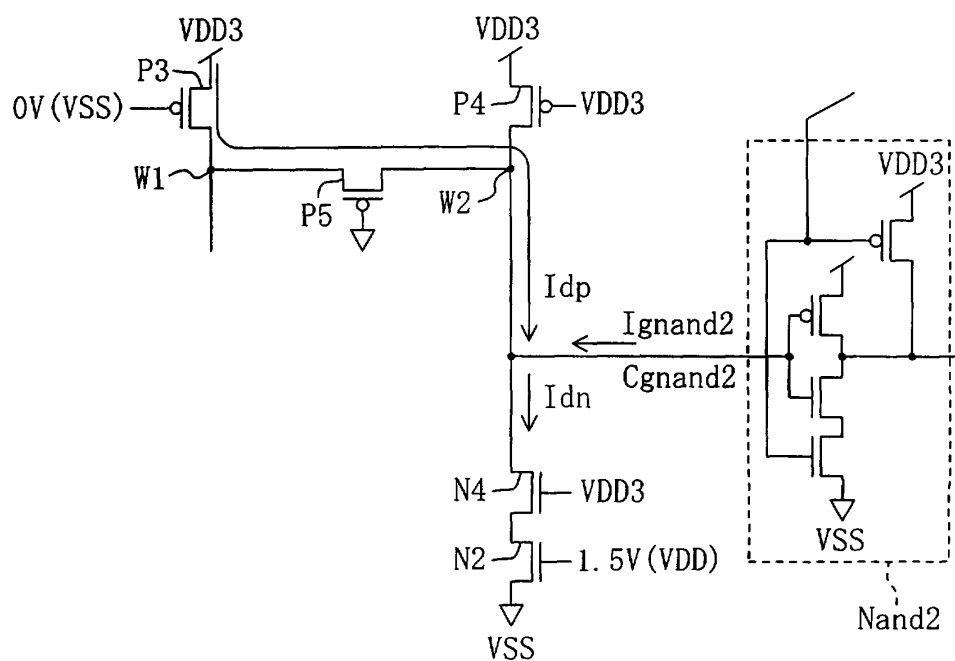 VDD3
VDD3
P3
P4
0V(VSS)
VDD3
W1
W2
P5
VDD3
Idp
Ignand2
Cgnand2
Idn
N4
VDD3
N2
1.5V(VDD)
VSS
VSS
Nand2